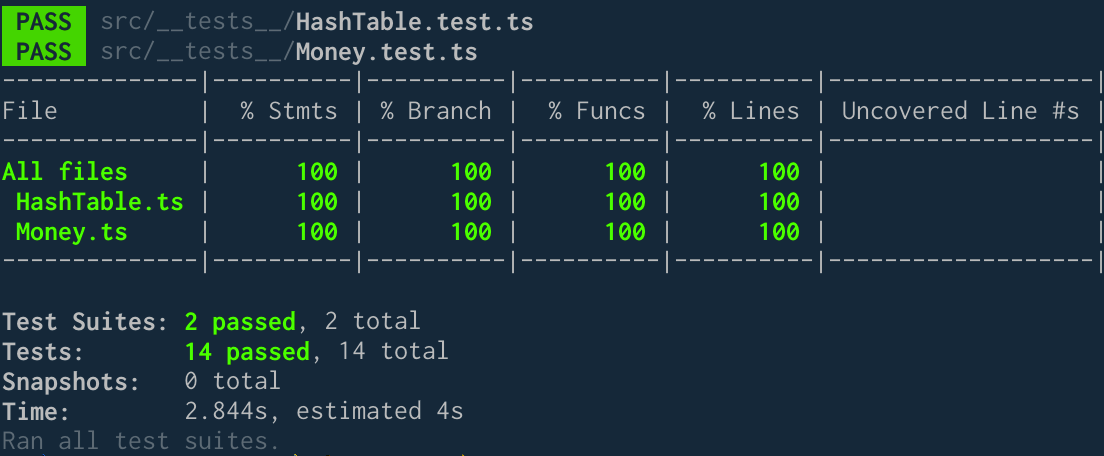 PASS src/__tests__/HashTable.test.ts
PASS src/__tests__/Money.test.ts
--------------|----------|----------|----------|----------|-------------------|
File          |  % Stmts | % Branch |  % Funcs |  % Lines | Uncovered Line #s |
--------------|----------|----------|----------|----------|-------------------|
All files     |      100 |      100 |      100 |      100 |                   |
 HashTable.ts |      100 |      100 |      100 |      100 |                   |
 Money.ts     |      100 |      100 |      100 |      100 |                   |
--------------|----------|----------|----------|----------|-------------------|
Test Suites: 2 passed, 2 total
Tests:       14 passed, 14 total
Snapshots:   0 total
Time:        2.844s, estimated 4s
Ran all test suites.